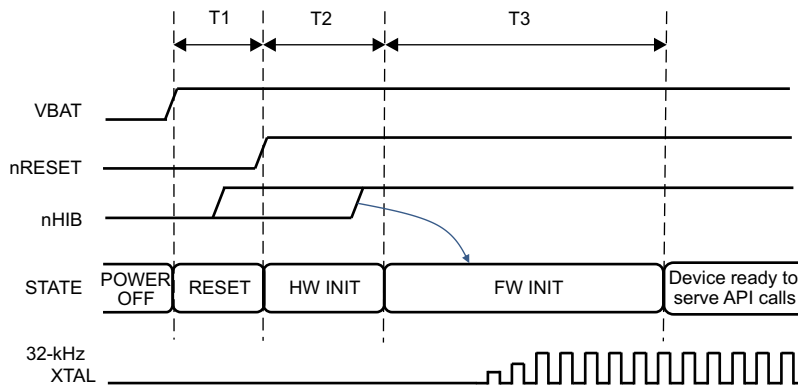 T1 T2 T3
VBAT
nRESET
nHIB
STATE
POWER
OFF
RESET
HW INIT
FW INIT
Device ready to
serve API calls
32-kHz
XTAL